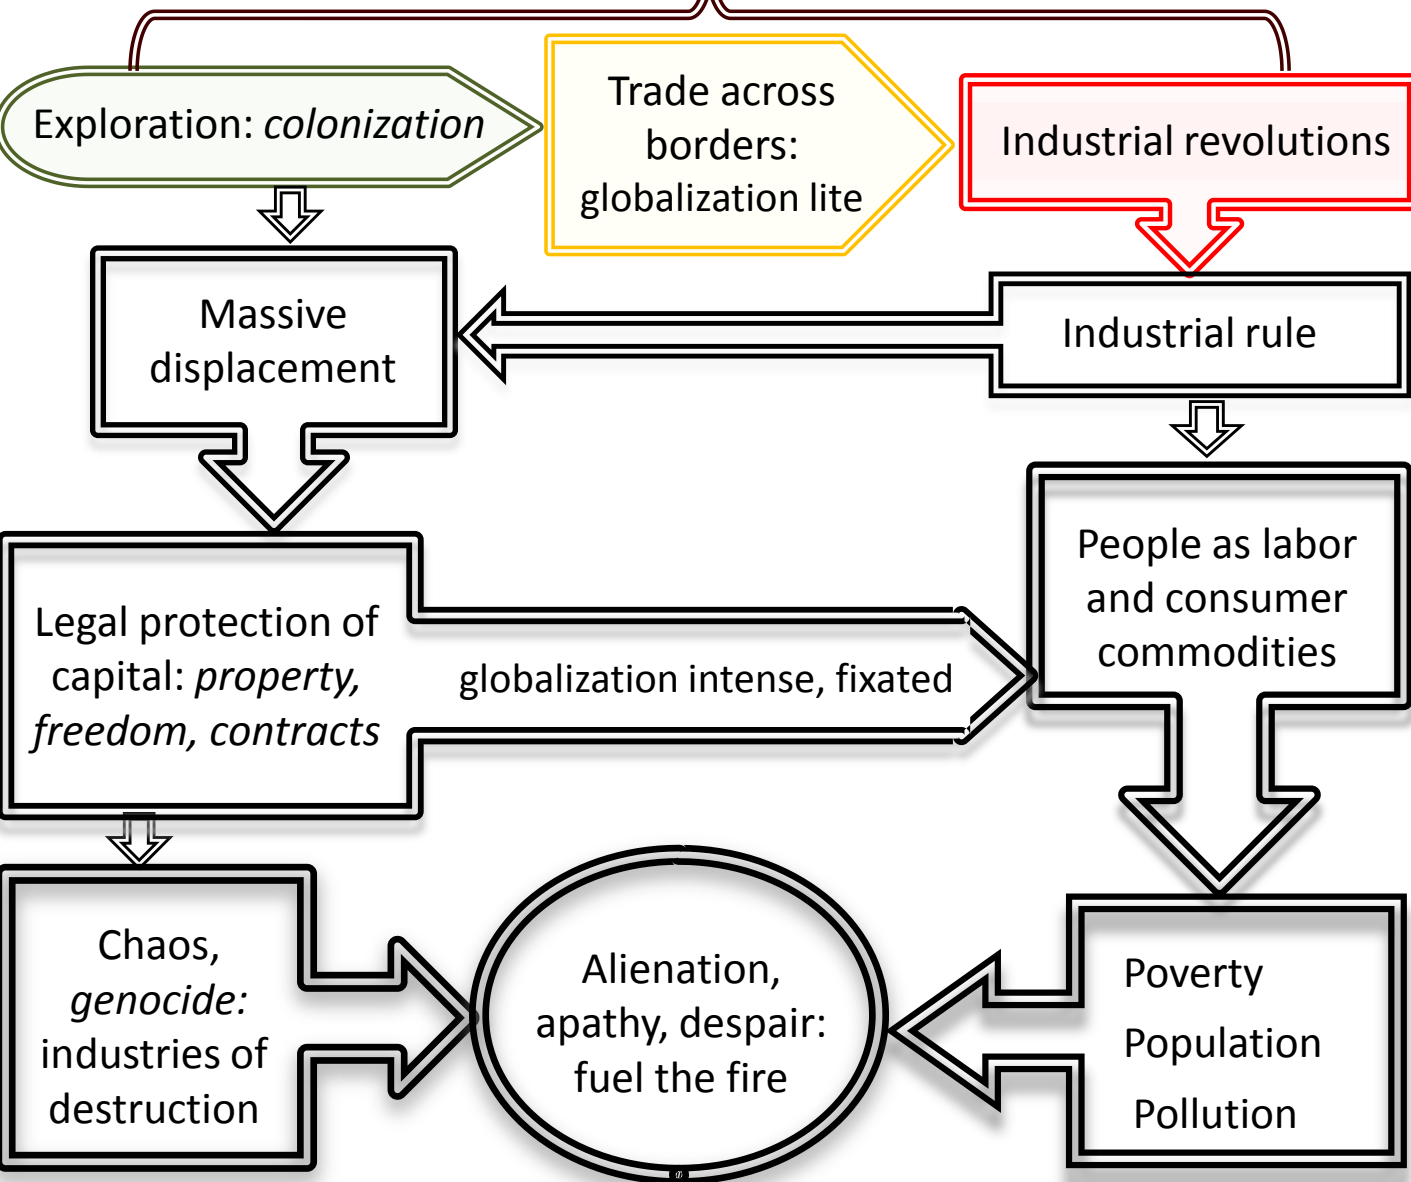 Exploration: colonization
Trade across
borders:
globalization lite
Industrial revolutions
Massive
displacement
Industrial rule
Legal protection of
capital: property,
freedom, contracts
globalization intense, fixated
People as labor
and consumer
commodities
Chaos,
genocide:
industries of
destruction
Alienation,
apathy, despair:
fuel the fire
Poverty
Population
Pollution